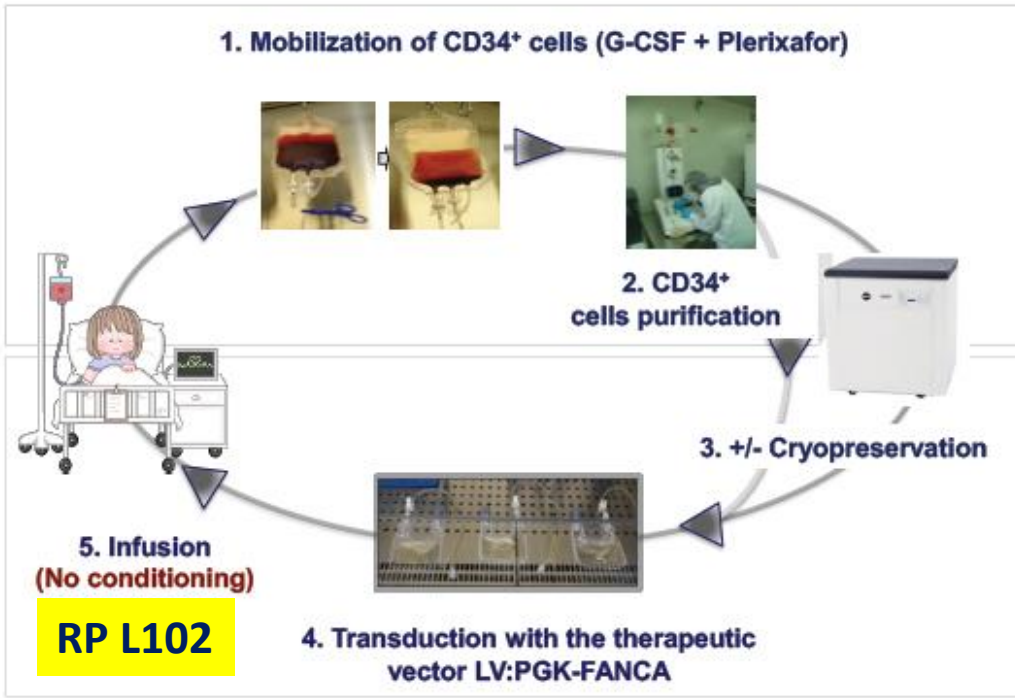 1. Mobilization of CD34⁺ cells (G-CSF + Plerixafor)
2. CD34⁺
cells purification
3. +/- Cryopreservation
4. Transduction with the therapeutic
vector LV:PGK-FANCA
5. Infusion
(No conditioning)
RP L102